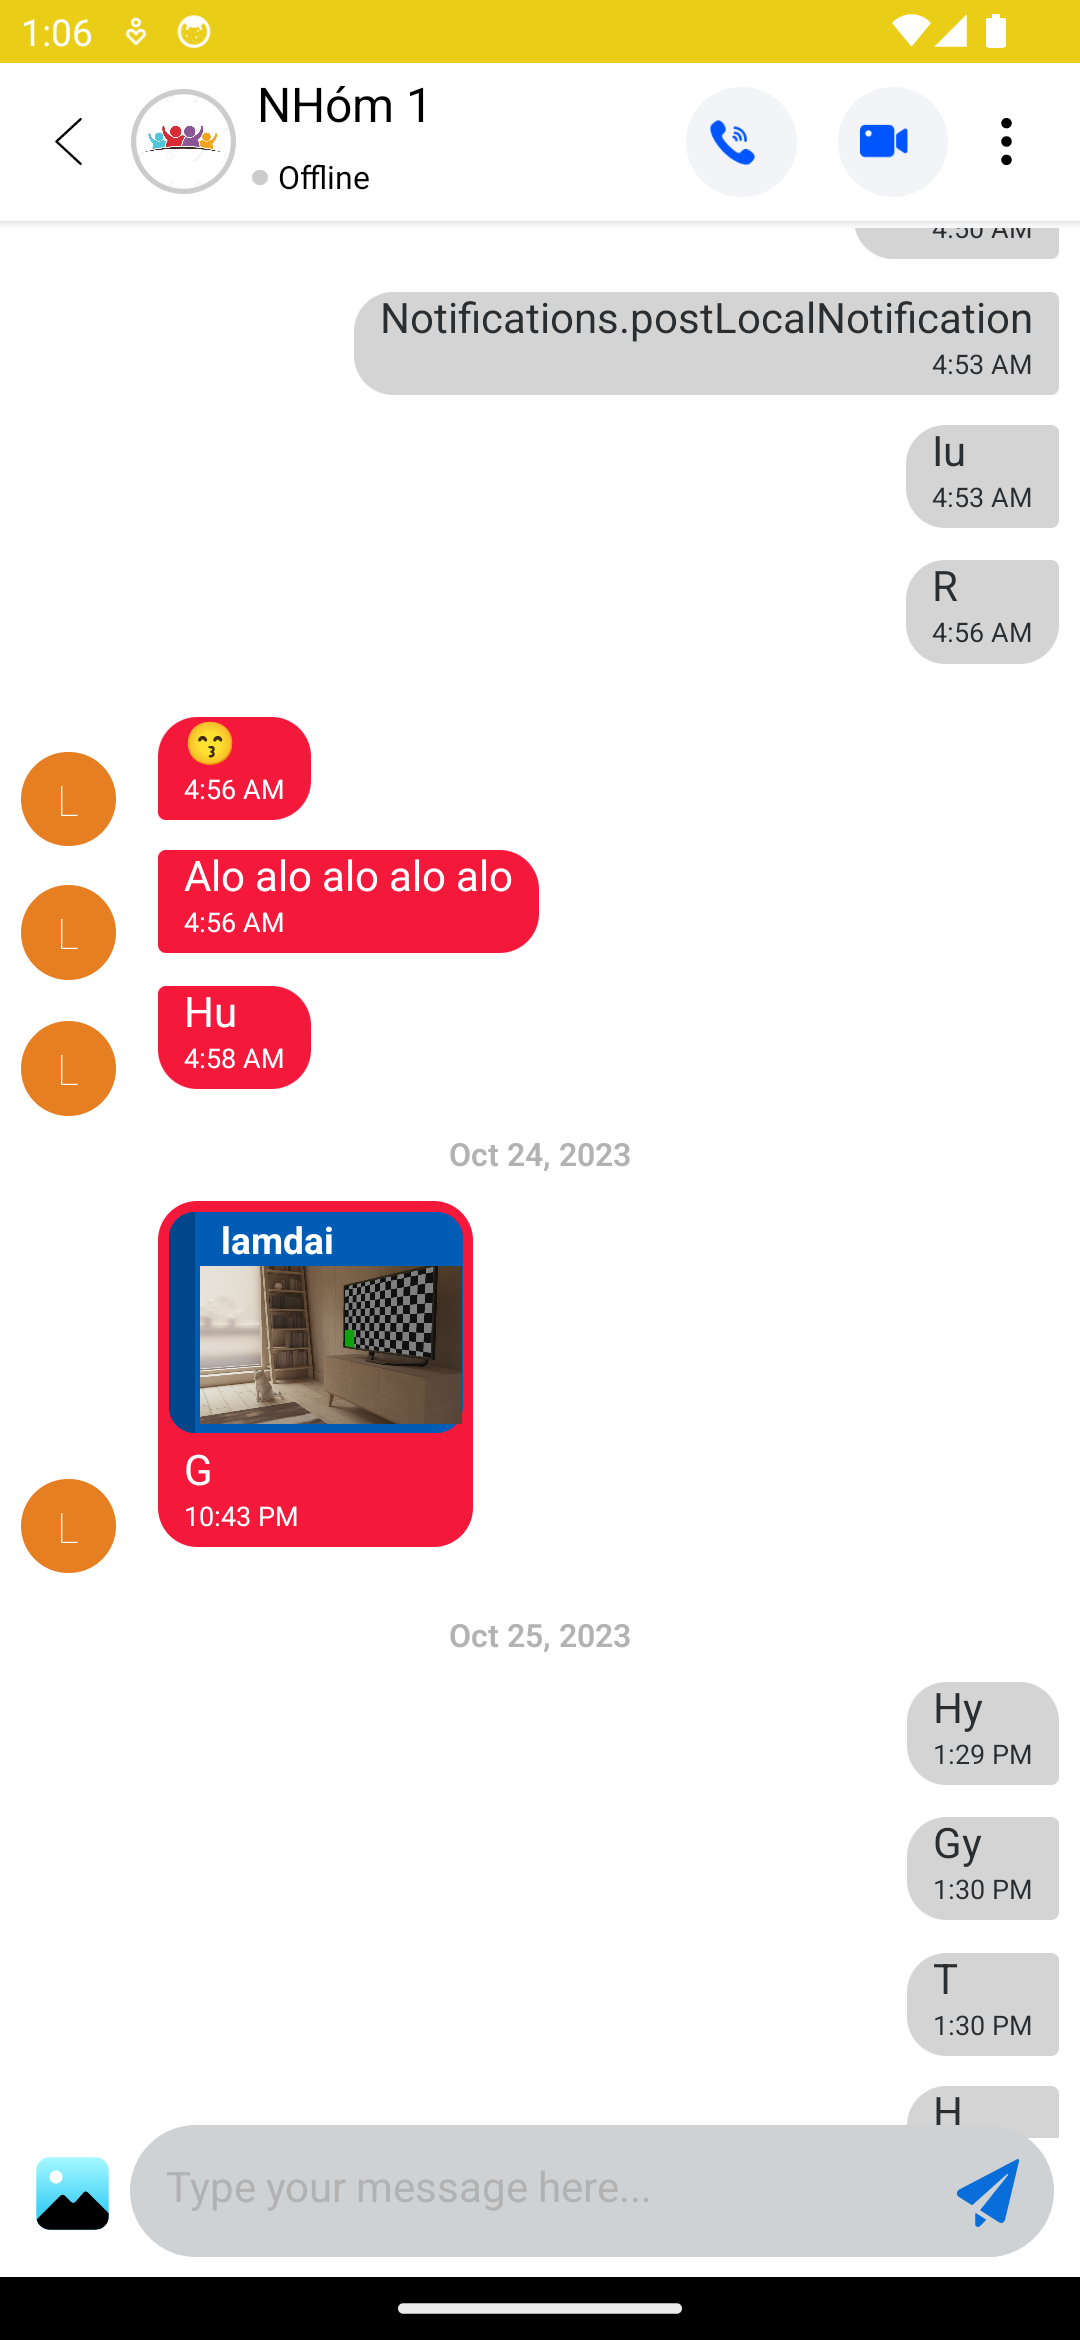 1:06
NHóm 1
Offline
4:50 AM
Notifications.postLocalNotification
4:53 AM
4:53 AM
R
4:56 AM
😙
4:56 AM
L
Alo alo alo alo alo
4:56 AM
L
Hu
4:58 AM
L
Oct 24, 2023
lamdai
G
10:43 PM
L
Oct 25, 2023
Hy
1:29 PM
Gy
1:30 PM
T
1:30 PM
H
Type your message here...